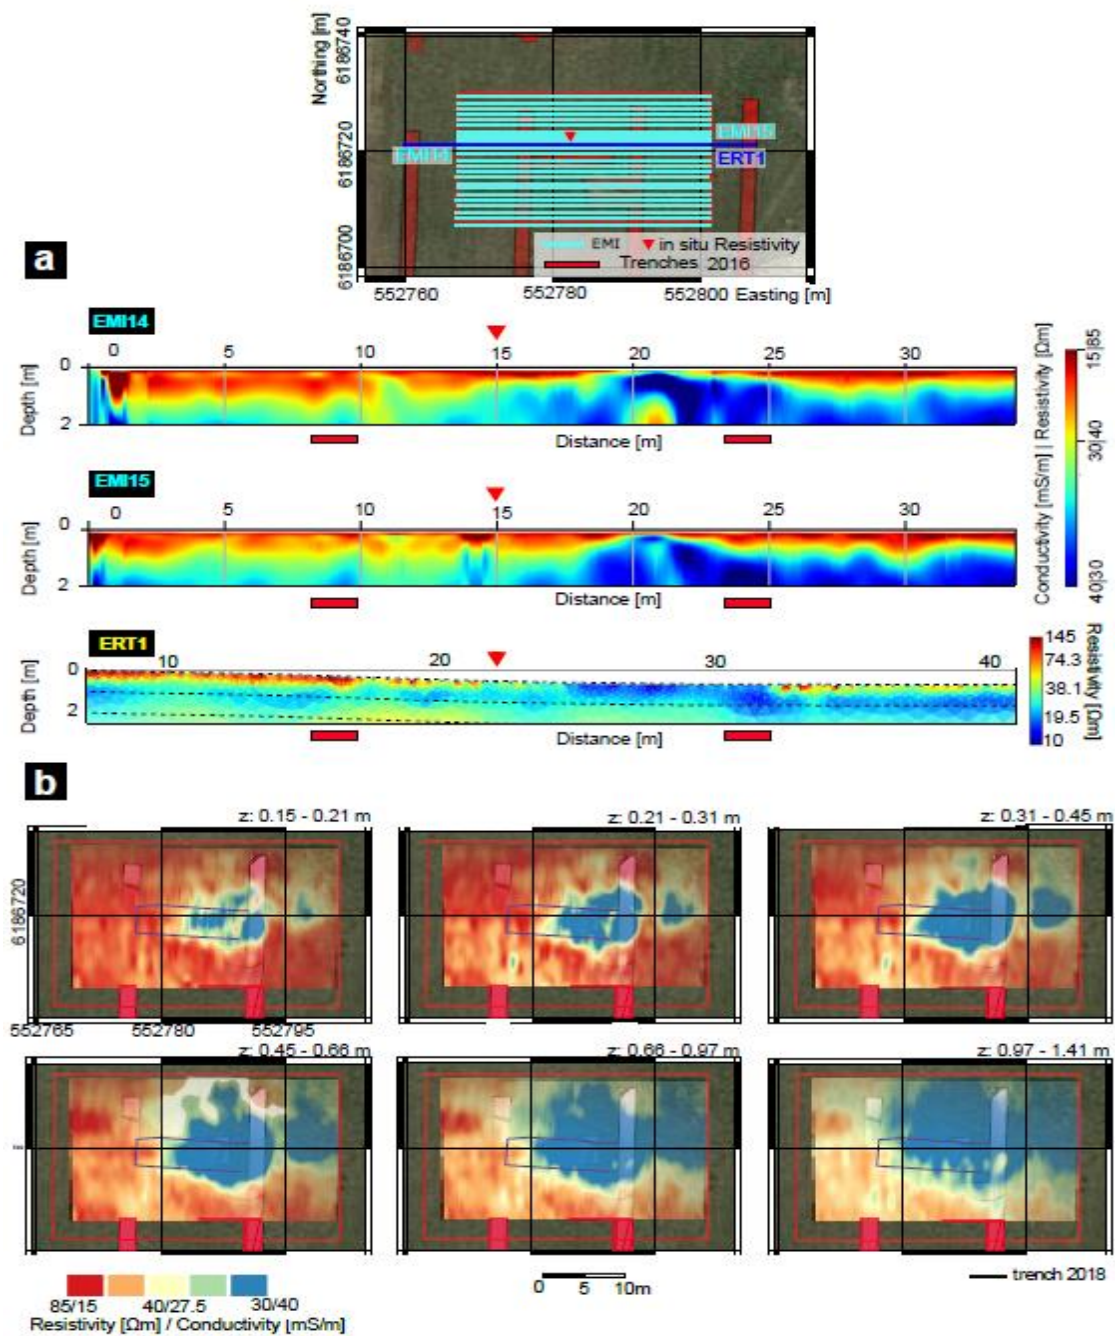 Northing [m]
6186740
6186720
6186700
EMI15
EMI14
ERT1
EMI
in situ Resistivity
Trenches 2016
552760
552780
552800
Easting [m]
a
EMI14
0
5
10
15
20
25
30
0
2
Depth [m]
Distance [m]
EMI15
0
5
10
15
20
25
30
0
2
Depth [m]
Distance [m]
Conductivity [mS/m] | Resistivity [Ωm]
15|85
30|40
40|30
ERT1
10
20
30
40
0
2
Depth [m]
Distance [m]
145
74.3
38.1
19.5
10
Resistivity [Ωm]
b
z: 0.15 - 0.21 m
z: 0.21 - 0.31 m
z: 0.31 - 0.45 m
6186720
552765
552780
552795
z: 0.45 - 0.66 m
z: 0.66 - 0.97 m
z: 0.97 - 1.41 m
85/15
40/27.5
30/40
Resistivity [Ωm] / Conductivity [mS/m]
0 5 10m
trench 2018